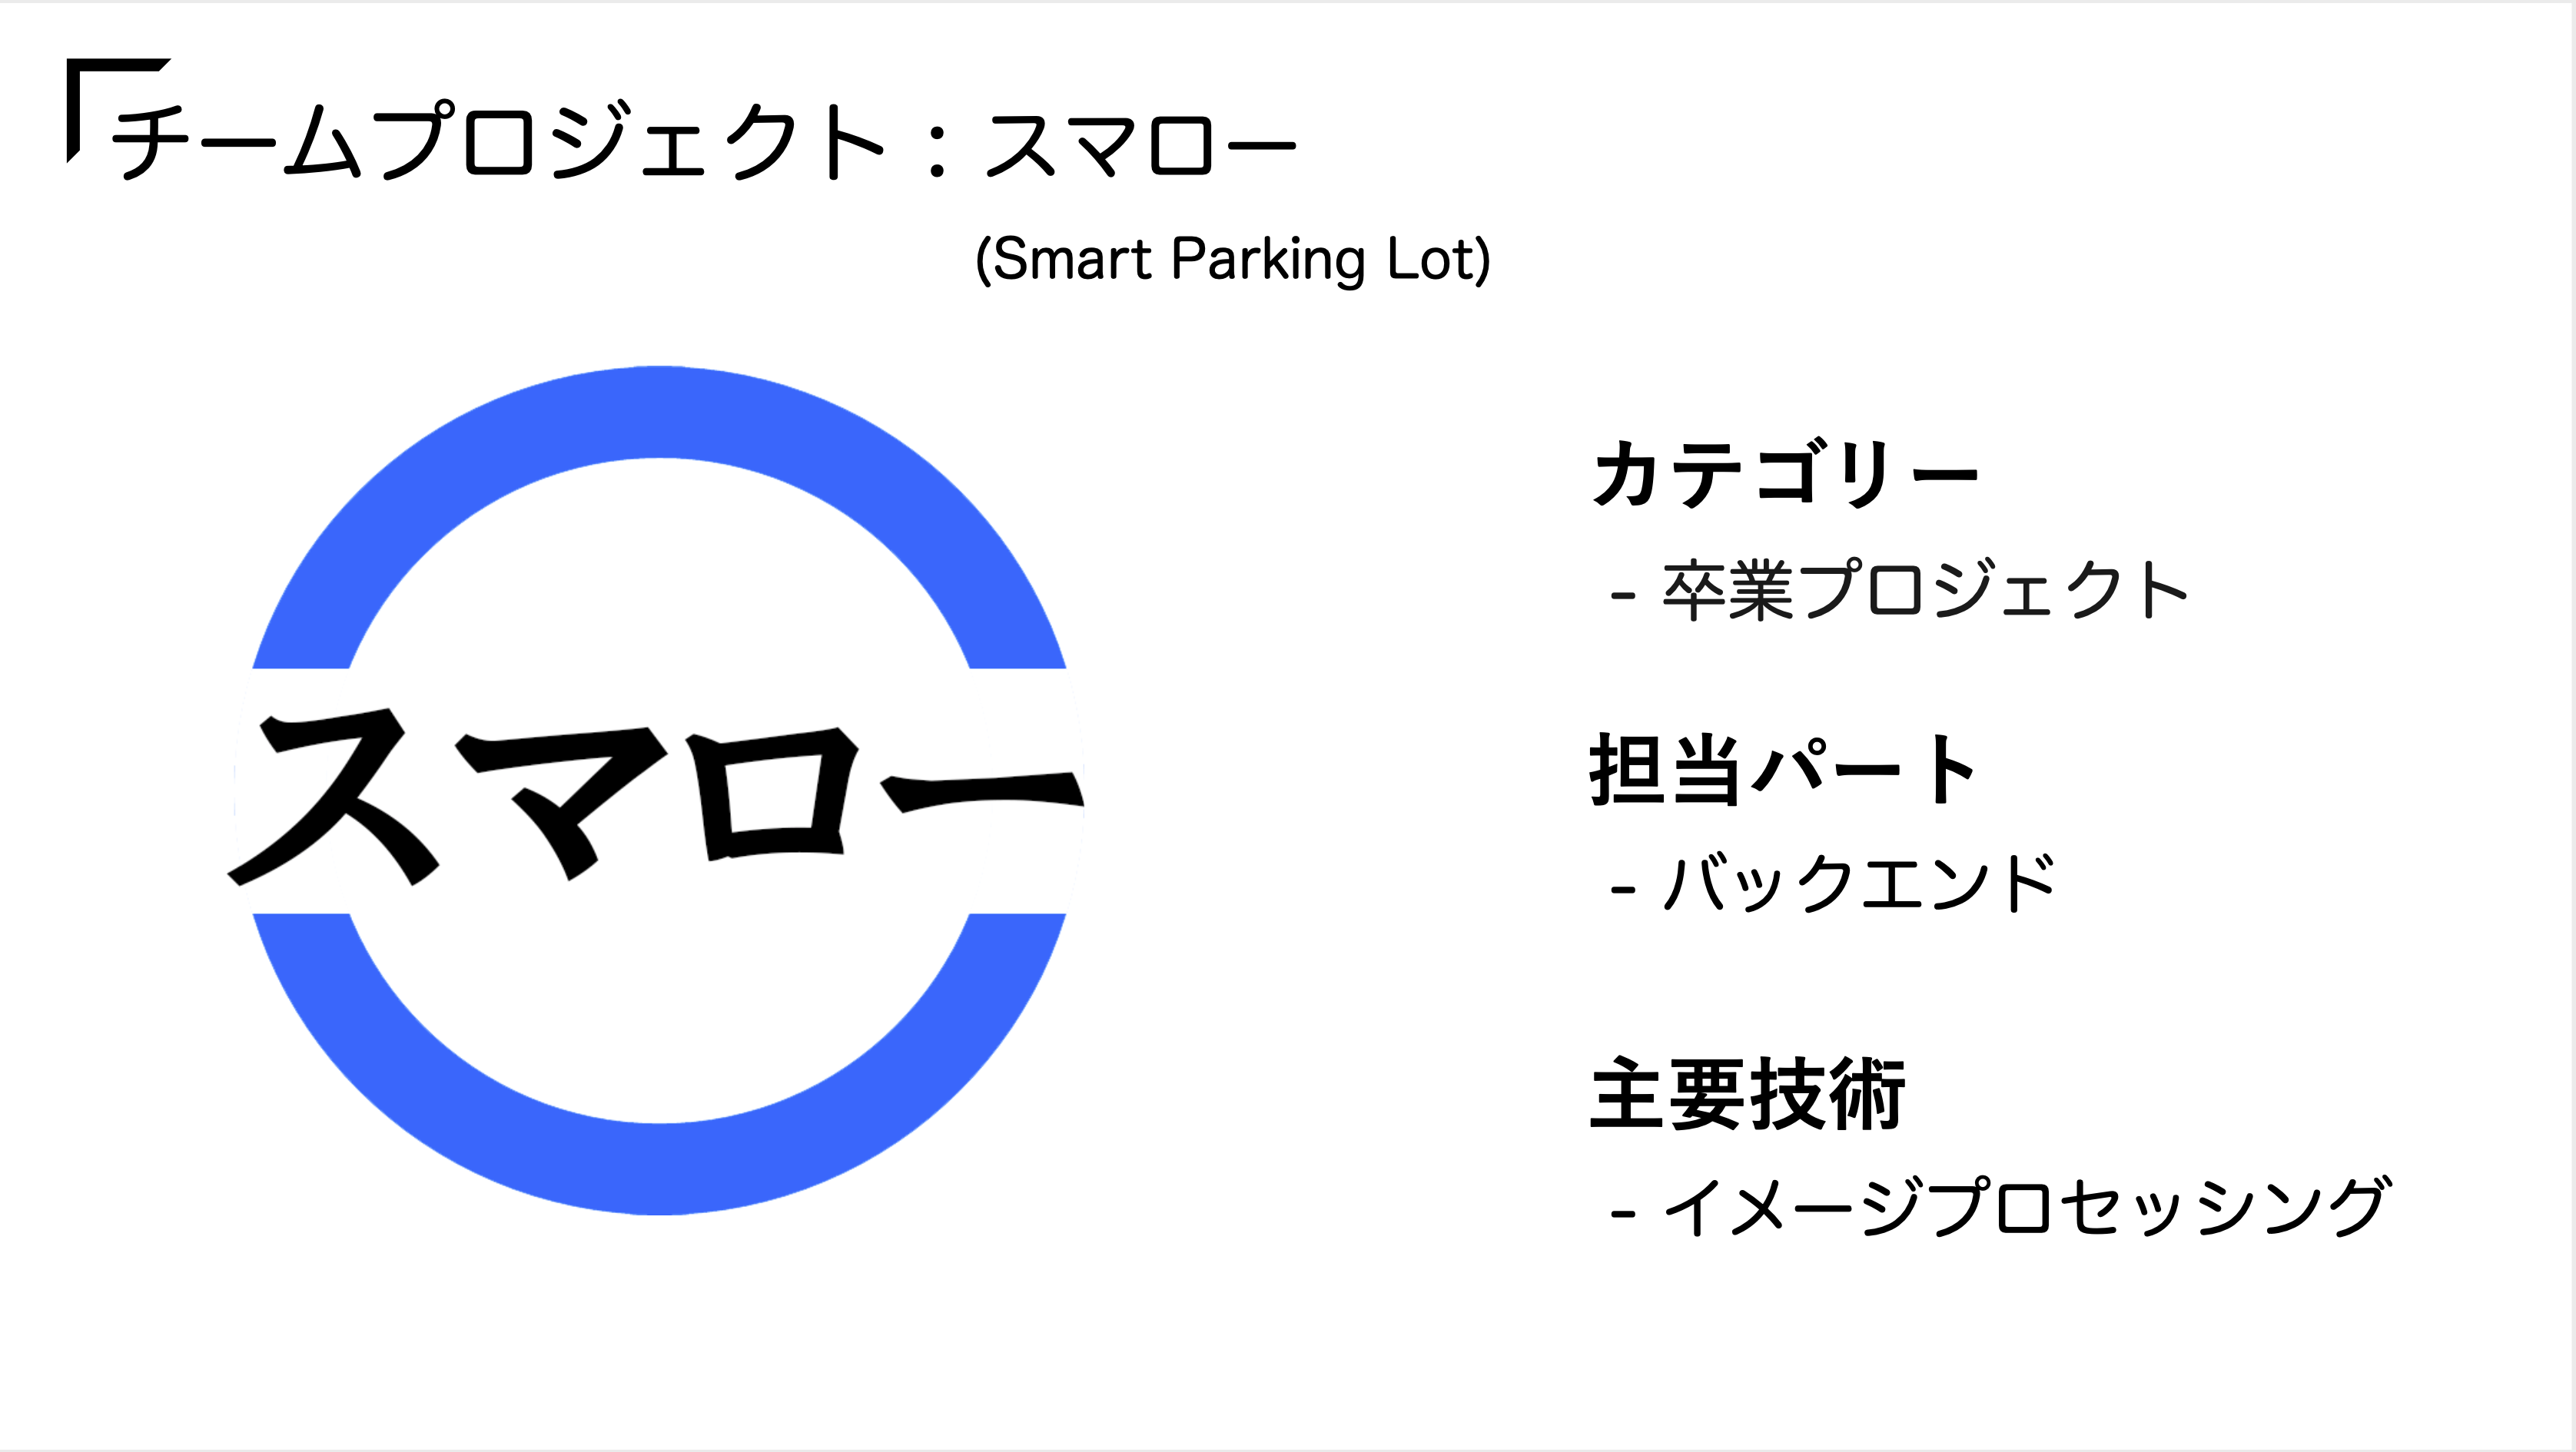 チームプロジェクト：スマロー
(Smart Parking Lot)
スマロー
カテゴリー
- 卒業プロジェクト
担当パート
- バックエンド
主要技術
- イメージプロセッシング